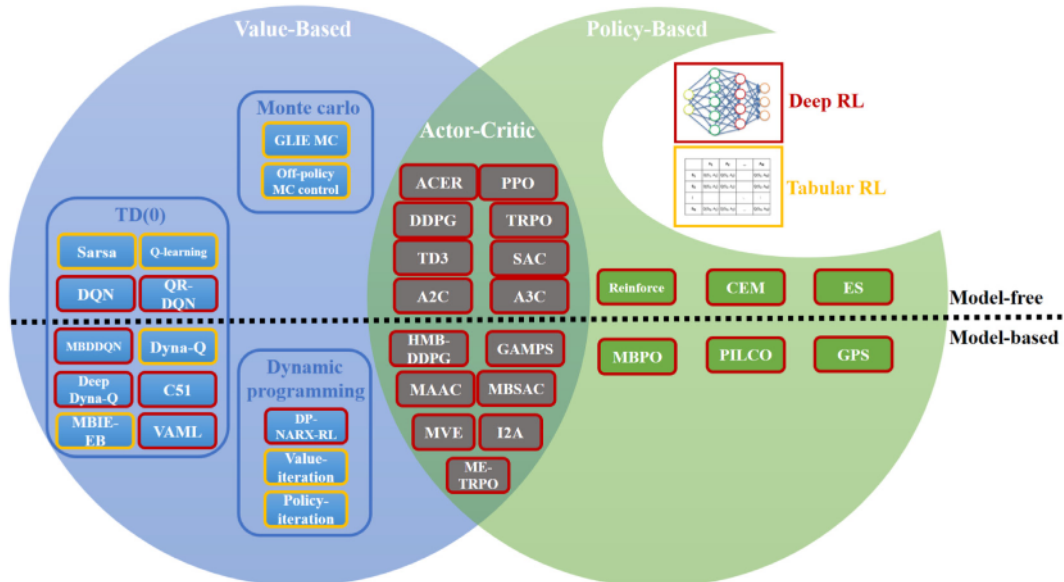 Value-Based
Policy-Based
Monte carlo
GLIE MC
Off-policy
MC control
Actor-Critic
Deep RL
Tabular RL
ACER
PPO
DDPG
TRPO
TD3
SAC
A2C
A3C
TD(0)
Sarsa
Q-learning
DQN
QR-
DQN
Reinforce
CEM
ES
Model-free
Model-based
MBDDQN
Dyna-Q
Deep
Dyna-Q
C51
MBIE-
EB
VAML
Dynamic
programming
DP-
NARX-RL
Value-
iteration
Policy-
iteration
HMB-
DDPG
GAMPS
MAAC
MBSAC
MVE
I2A
ME-
TRPO
MBPO
PILCO
GPS